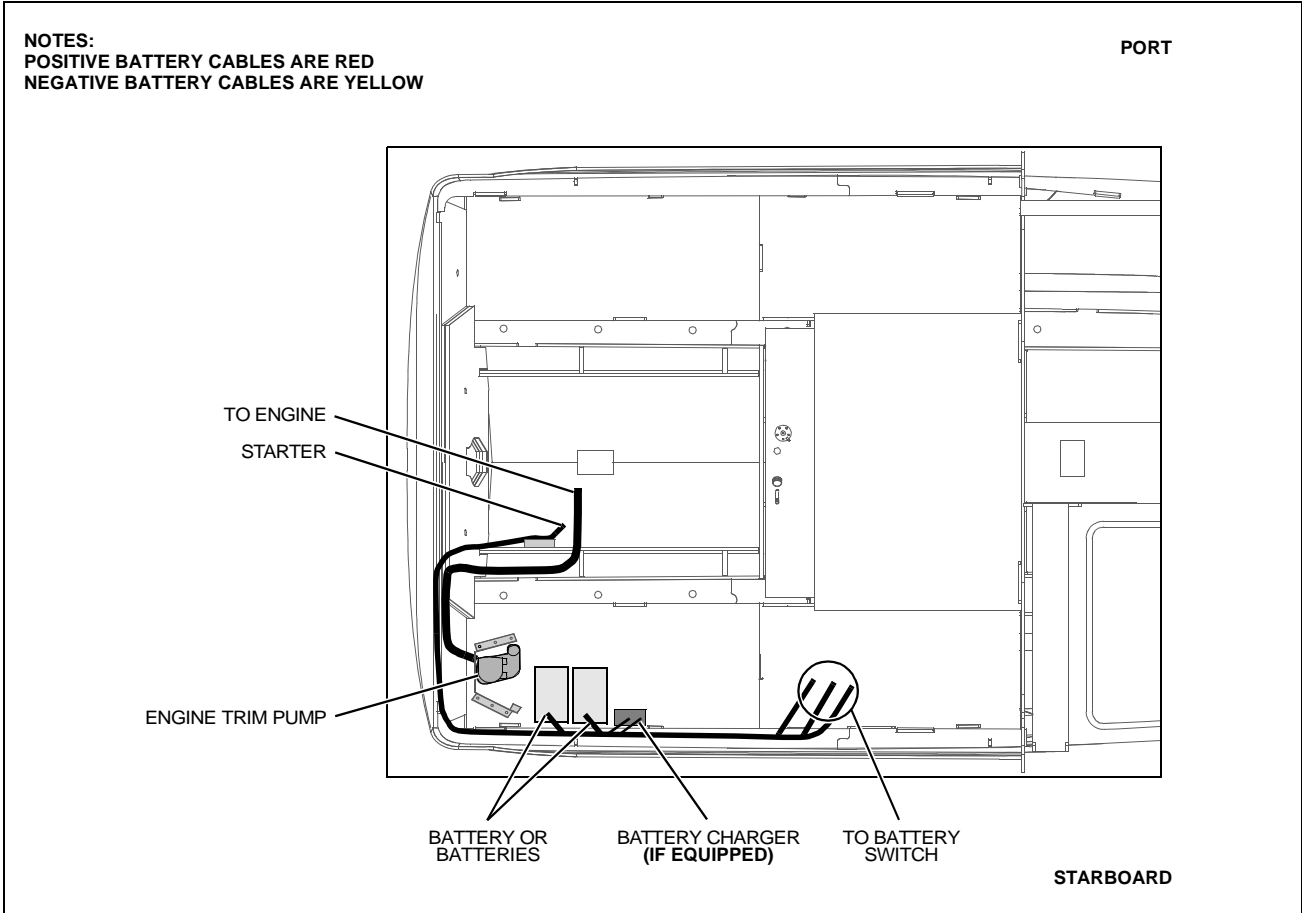 NOTES:
POSITIVE BATTERY CABLES ARE RED
NEGATIVE BATTERY CABLES ARE YELLOW
PORT
TO ENGINE
STARTER
ENGINE TRIM PUMP
BATTERY OR
BATTERIES
BATTERY CHARGER
(IF EQUIPPED)
TO BATTERY
SWITCH
STARBOARD